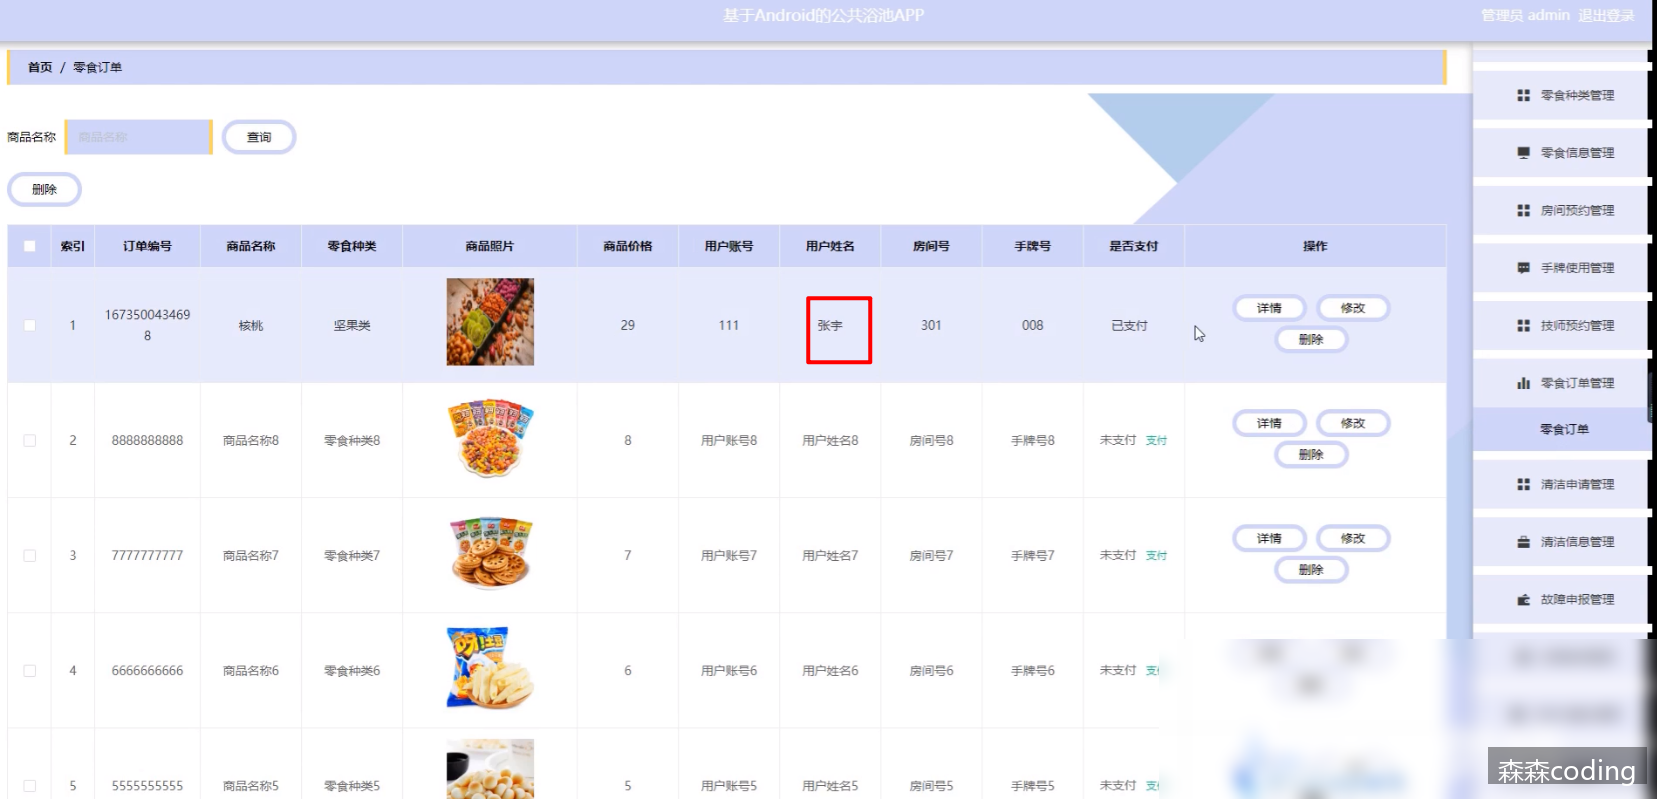 基于Android的公共浴池APP
管理员 admin 退出登录
首页 / 零食订单
商品名称 商品名称 查询
删除
索引 订单编号 商品名称 零食种类 商品照片 商品价格 用户账号 用户姓名 房间号 手牌号 是否支付 操作
1 167350043469 核桃 坚果类 29 111 张宇 301 008 已支付 详情 修改
8 删除
2 8888888888 商品名称8 零食种类8 8 用户账号8 用户姓名8 房间号8 手牌号8 未支付 支付 详情 修改
删除
3 7777777777 商品名称7 零食种类7 7 用户账号7 用户姓名7 房间号7 手牌号7 未支付 支付 详情 修改
删除
4 6666666666 商品名称6 零食种类6 6 用户账号6 用户姓名6 房间号6 手牌号6 未支付 支
5 5555555555 商品名称5 零食种类5 5 用户账号5 用户姓名5 房间号5 手牌号5 未支付 支
零食种类管理
零食信息管理
房间预约管理
手牌使用管理
技师预约管理
零食订单管理
零食订单
清洁申请管理
清洁信息管理
故障申报管理
森森coding